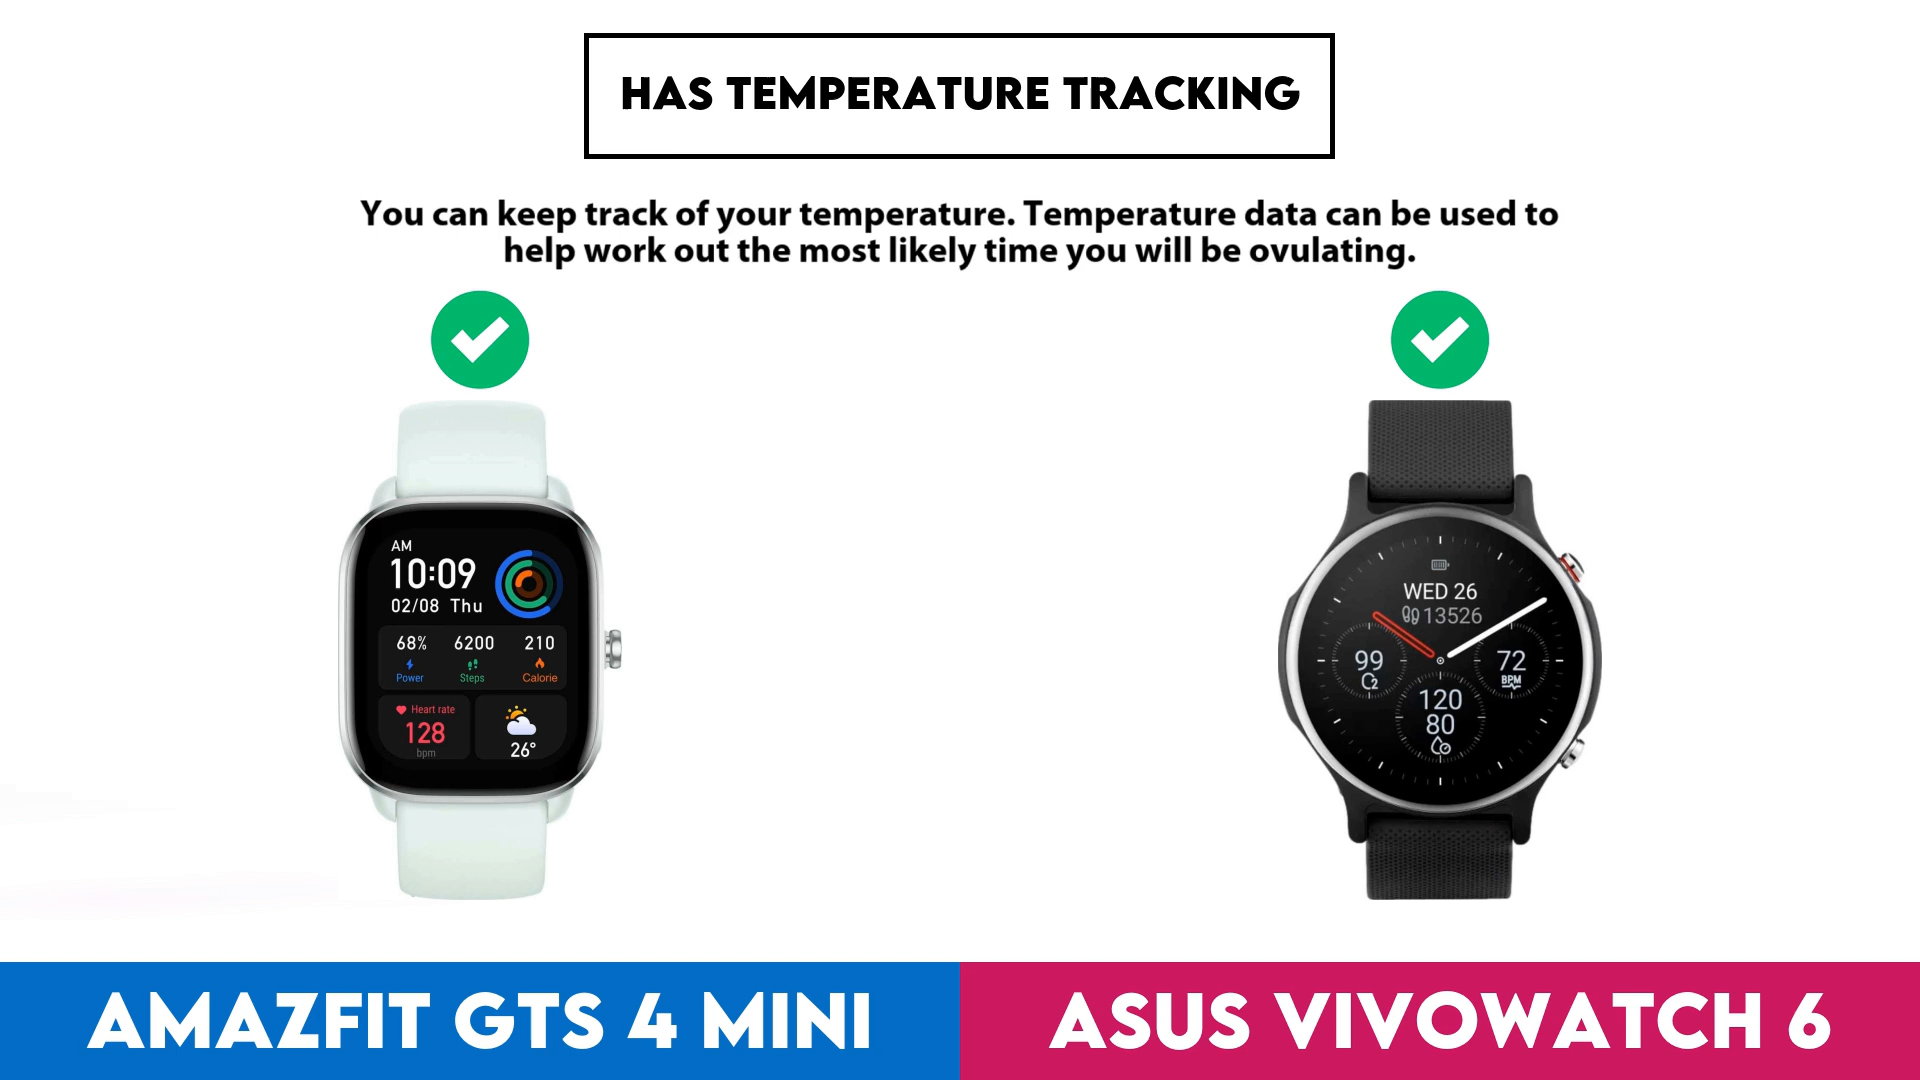 HAS TEMPERATURE TRACKING
You can keep track of your temperature. Temperature data can be used to
help work out the most likely time you will be ovulating.
AM
10:09
02/08 Thu
68% 6200 210
Power Steps Calorie
Heart rate
128
bpm
26°
WED 26
13526
99
72
BPM
120
80
AMAZFIT GTS 4 MINI
ASUS VIVOWATCH 6